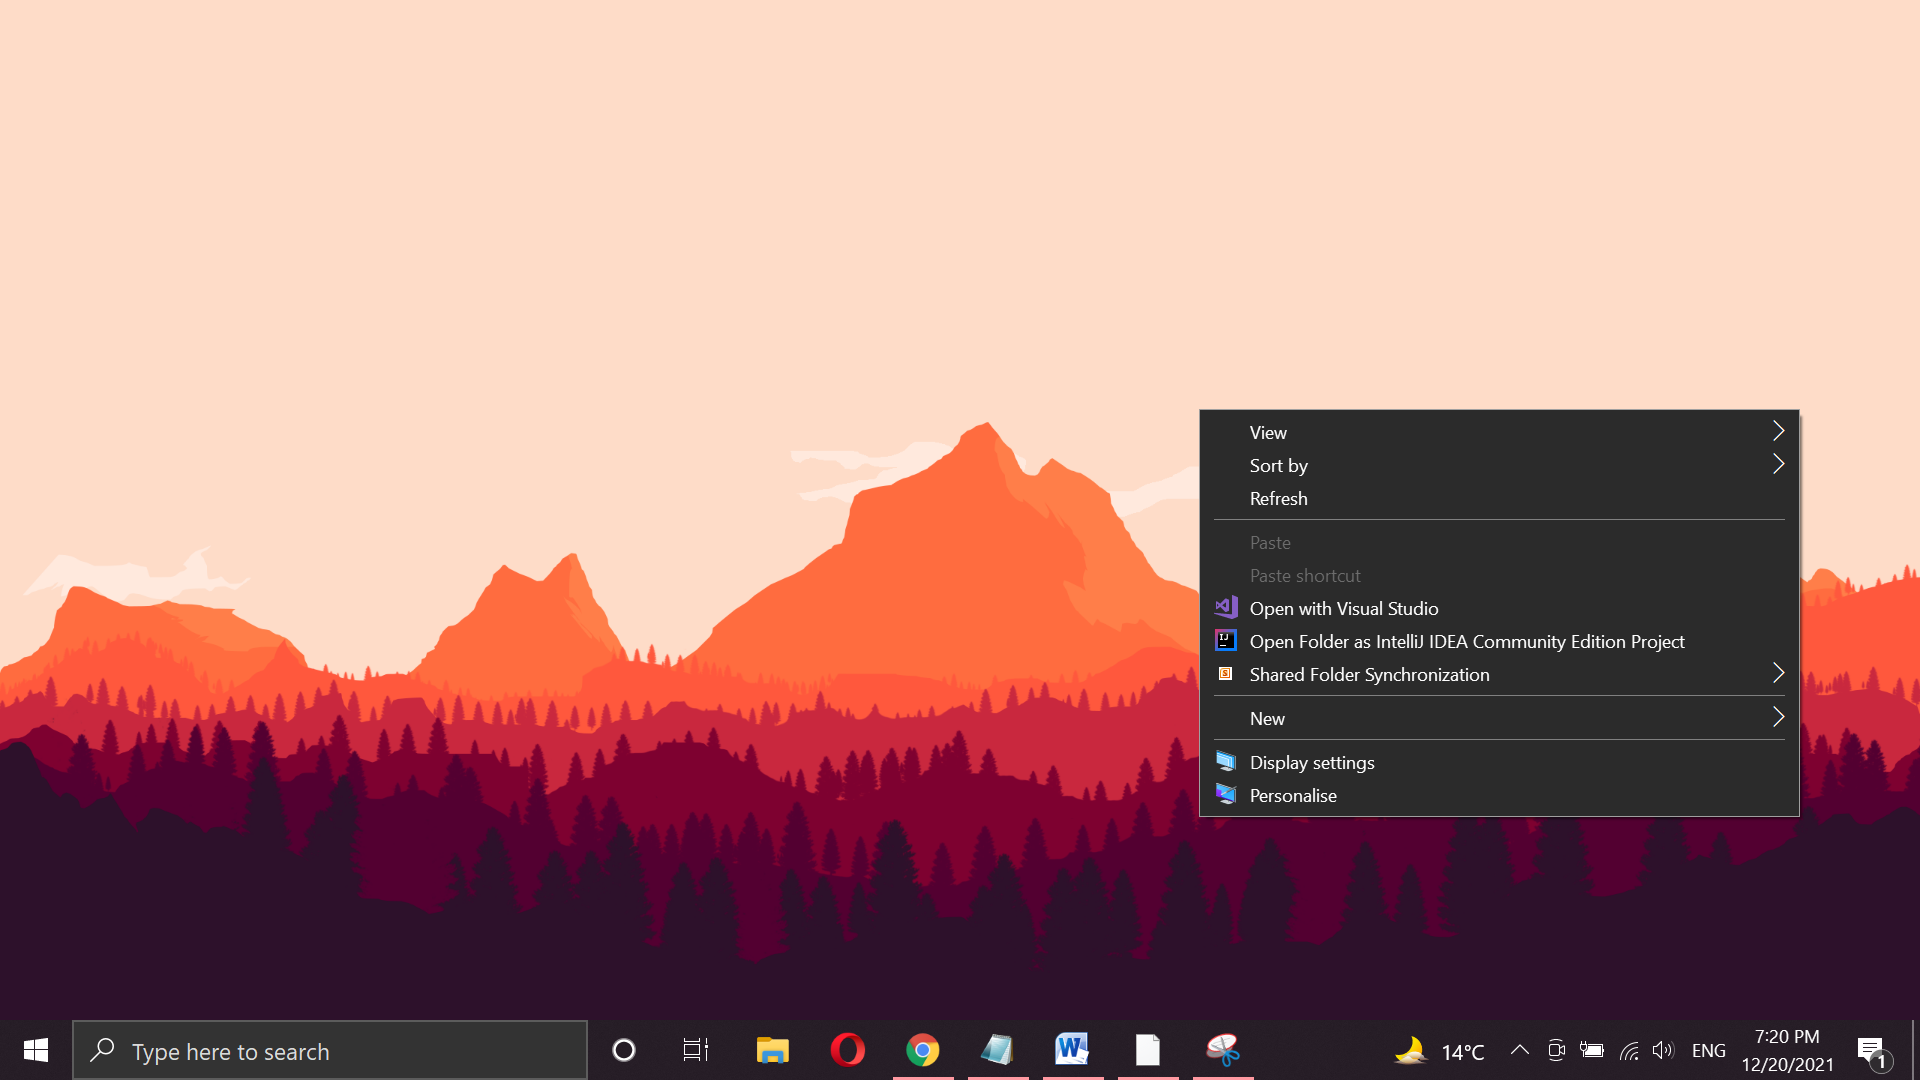 View
Sort by
Refresh
Paste
Paste shortcut
Open with Visual Studio
IJ
Open Folder as IntelliJ IDEA Community Edition Project
S
Shared Folder Synchronization
New
Display settings
Personalise
Type here to search
W
14°C
ENG
7:20 PM
12/20/2021
1